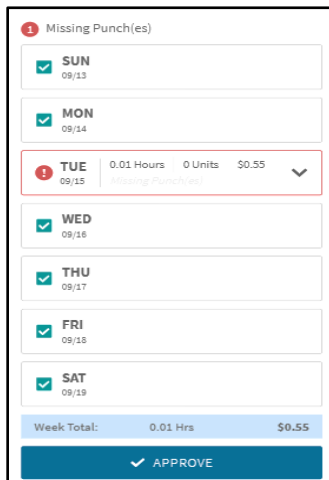 1 Missing Punch(es)
SUN
09/13
MON
09/14
! TUE 0.01 Hours 0 Units $0.55
09/15 Missing Punch(es)
WED
09/16
THU
09/17
FRI
09/18
SAT
09/19
Week Total: 0.01 Hrs $0.55
APPROVE